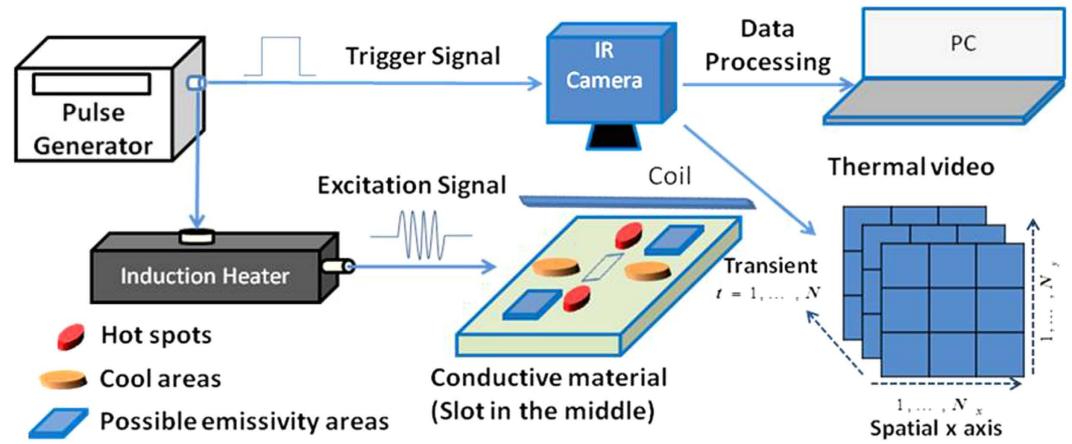 Pulse
Generator
Trigger Signal
IR
Camera
Data
Processing
PC
Excitation Signal
Coil
Thermal video
Induction Heater
Transient
t = 1, ... , N
1, ... , N y
Hot spots
Cool areas
Possible emissivity areas
Conductive material
(Slot in the middle)
1, ... , N x
Spatial x axis